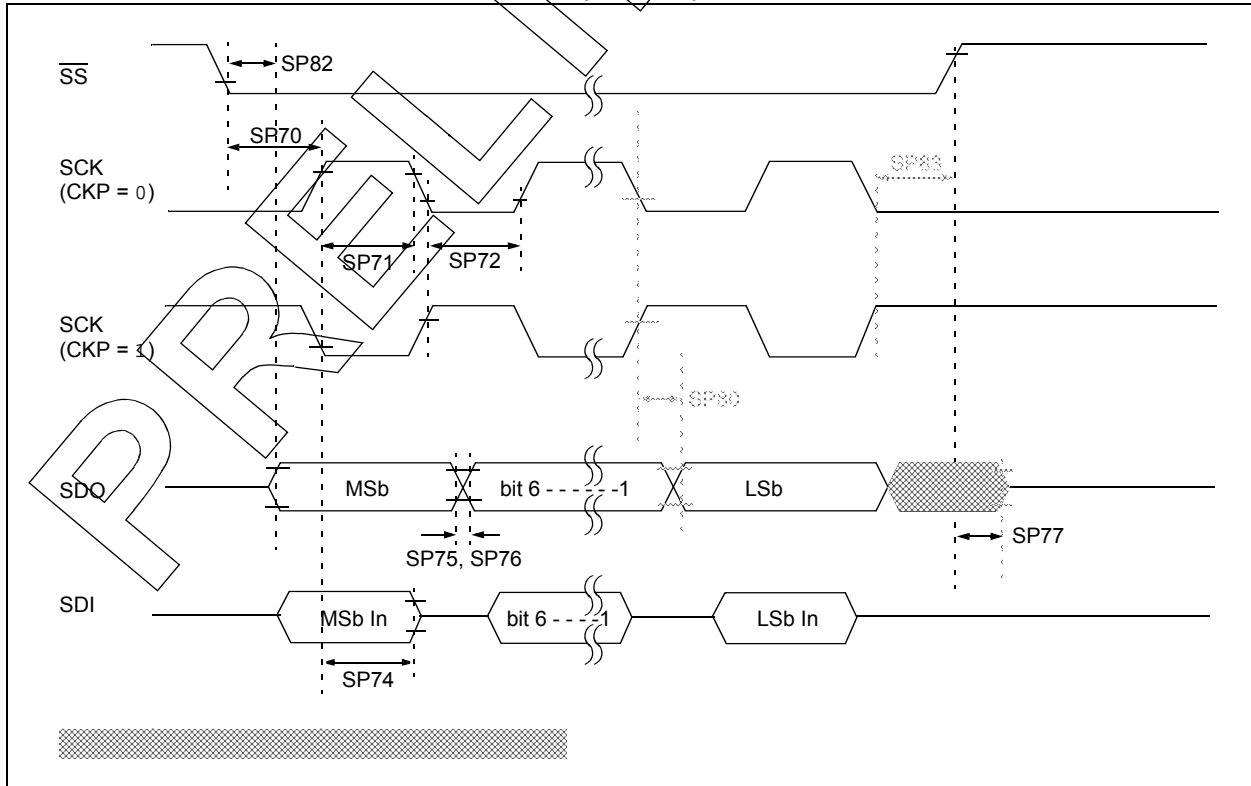 SS
SP82
SP70
SCK
(CKP = 0)
SP83
SP71
SP72
SCK
(CKP = 1)
SP80
SDO
MSb
bit 6 - - - - - -1
LSb
SP75, SP76
SP77
SDI
MSb In
bit 6 - - - -1
LSb In
SP74
PREL